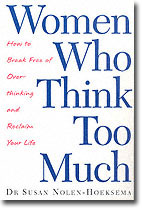 Women
Who
Think
Too
Much
How to
Break Free of
Over-
thinking
and
Reclaim
Your Life
DR SUSAN NOLEN-HOEKSEMA